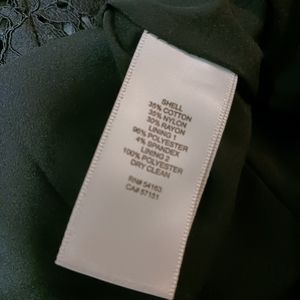 SHELL
35% COTTON
35% NYLON
30% RAYON
LINING 1
96% POLYESTER
4% SPANDEX
LINING 2
100% POLYESTER
DRY CLEAN
RN# 54163
CA# 57151